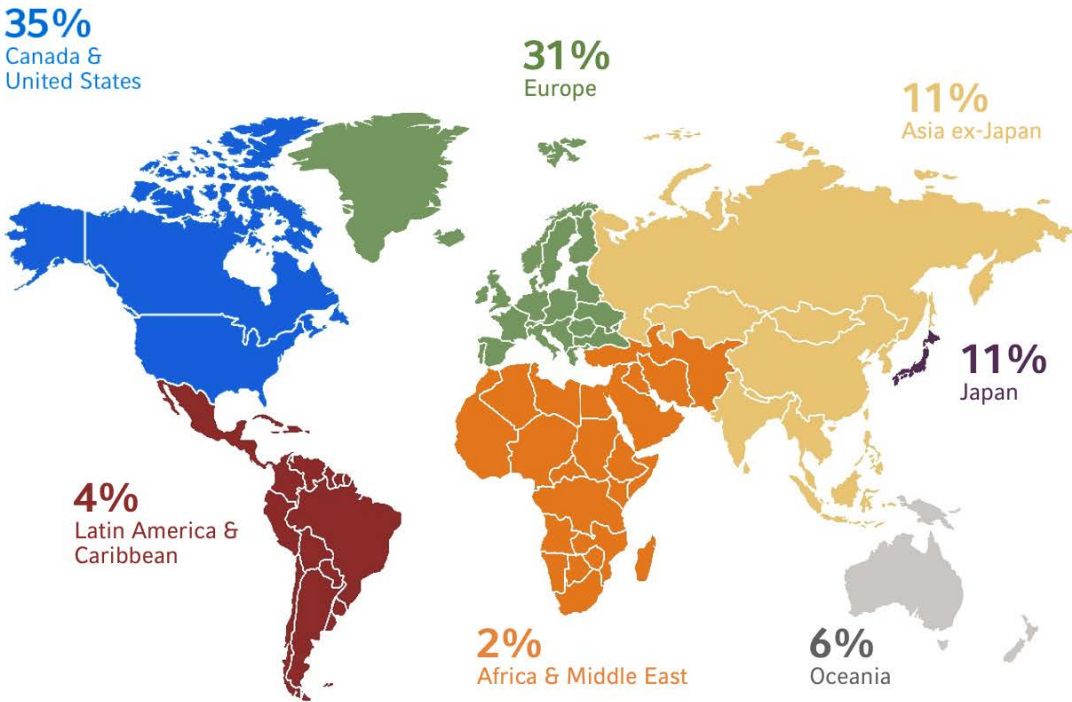 35%
Canada &
United States
31%
Europe
11%
Asia ex-Japan
11%
Japan
4%
Latin America &
Caribbean
2%
Africa & Middle East
6%
Oceania